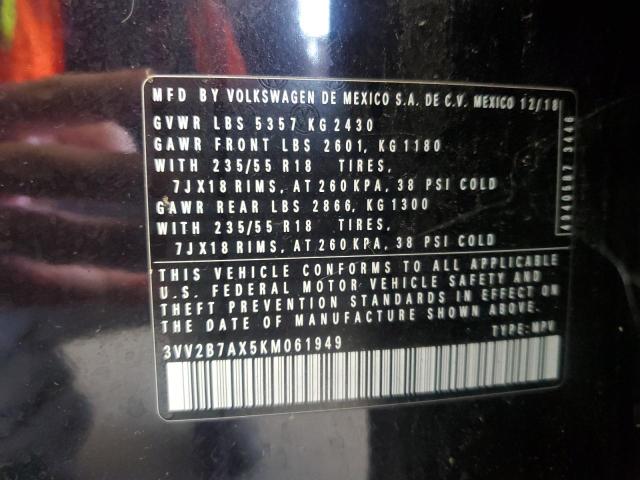 MFD BY VOLKSWAGEN DE MEXICO S.A. DE C.V. MEXICO 12/18
GVWR LBS 5357 KG 2430
GAWR FRONT LBS 2601, KG 1180
WITH 235/55 R18 TIRES,
7JX18 RIMS, AT 260 KPA, 38 PSI COLD
GAWR REAR LBS 2866, KG 1300
WITH 235/55 R18 TIRES,
7JX18 RIMS, AT 260 KPA, 38 PSI COLD
THIS VEHICLE CONFORMS TO ALL APPLICABLE
U.S. FEDERAL MOTOR VEHICLE SAFETY AND
THEFT PREVENTION STANDARDS IN EFFECT ON
THE DATE OF MANUFACTURE SHOWN ABOVE.
3VV2B7AX5KM061949 TYPE: MPV